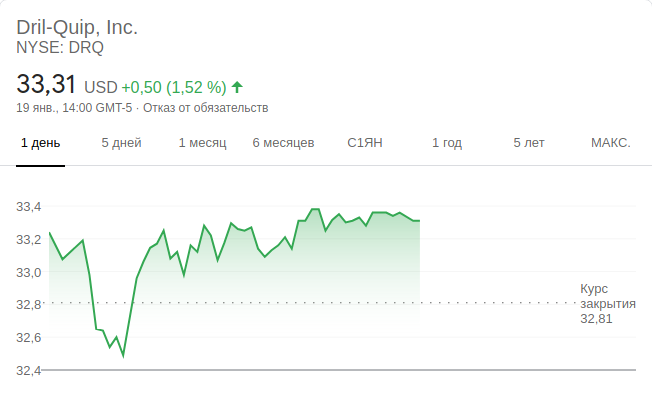 Dril-Quip, Inc.
NYSE: DRQ
33,31 USD +0,50 (1,52 %)
19 янв., 14:00 GMT-5 · Отказ от обязательств
1 день 5 дней 1 месяц 6 месяцев С1ЯН 1 год 5 лет МАКС.
33,4
33,2
33,0
32,8
32,6
32,4
Курс
закрытия
32,81